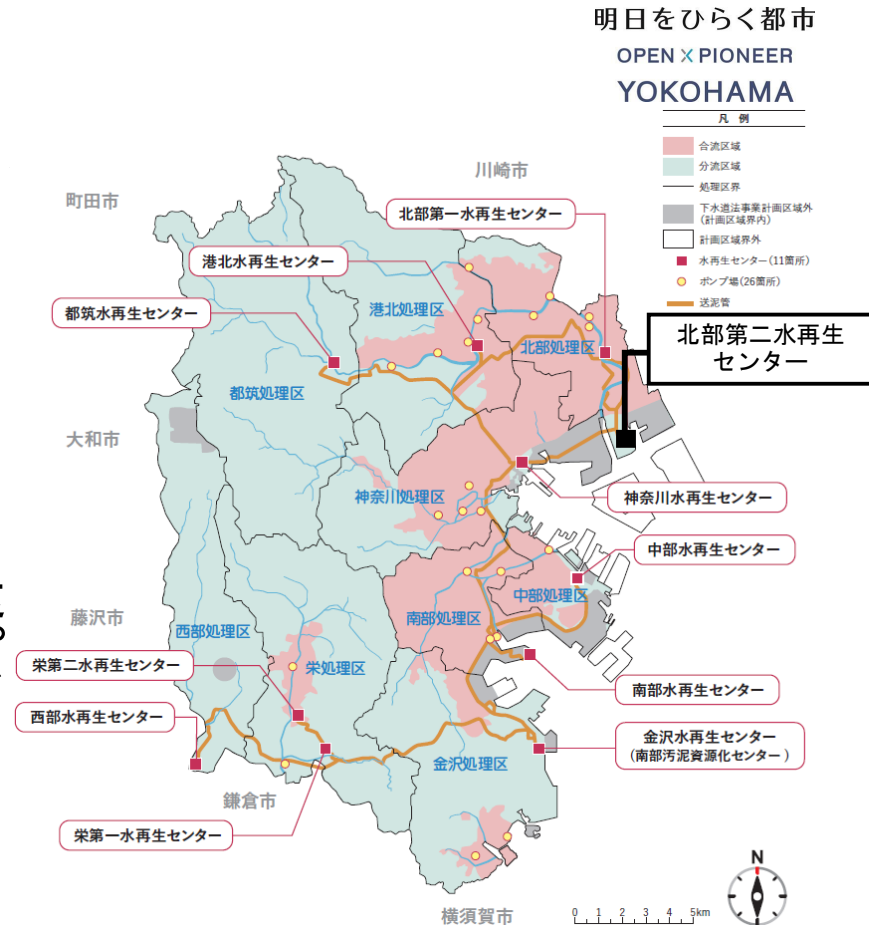 明日をひらく都市
OPEN X PIONEER
YOKOHAMA
凡 例
合流区域
分流区域
処理区界
下水道法事業計画区域外
(計画区域界内)
計画区域界外
水再生センター(11箇所)
ポンプ場(26箇所)
送泥管
川崎市
町田市
北部第一水再生センター
港北水再生センター
都筑水再生センター
港北処理区
北部処理区
北部第二水再生
センター
都筑処理区
大和市
神奈川処理区
神奈川水再生センター
中部水再生センター
中部処理区
藤沢市
西部処理区
南部処理区
栄処理区
栄第二水再生センター
南部水再生センター
西部水再生センター
金沢水再生センター
(南部汚泥資源化センター)
金沢処理区
鎌倉市
栄第一水再生センター
横須賀市
N
0 1 2 3 4 5km